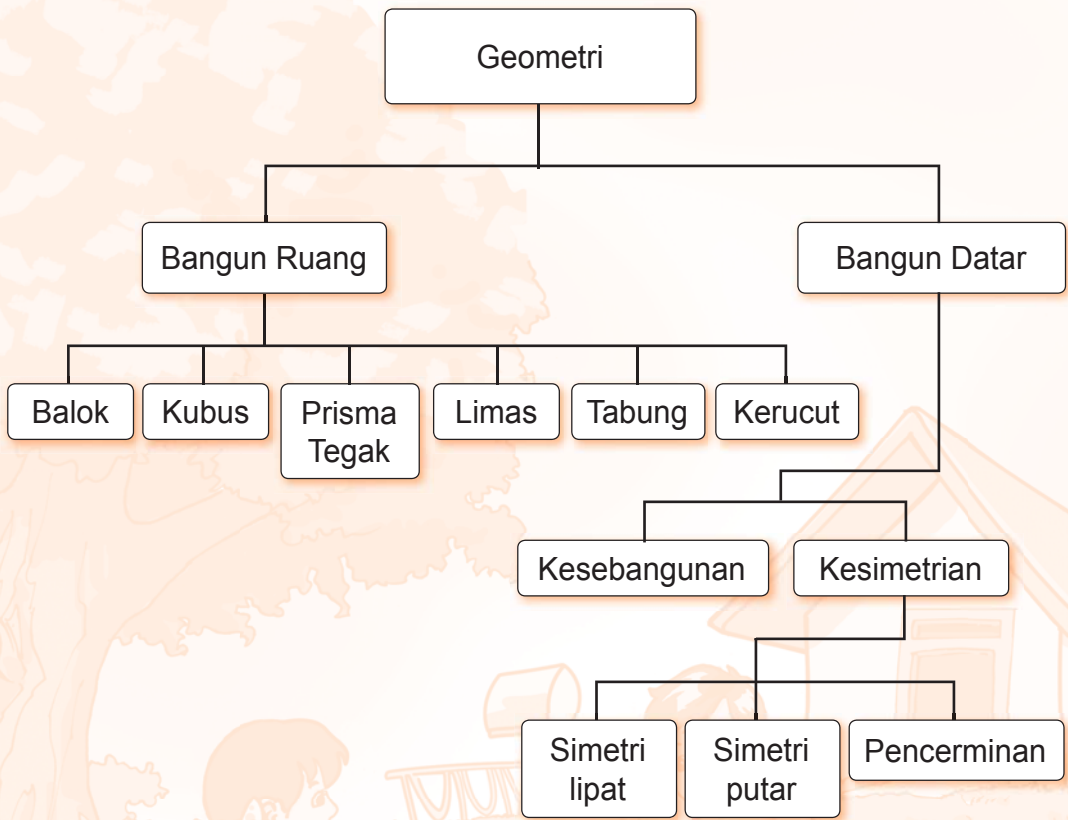 Geometri
Bangun Ruang
Bangun Datar
Balok
Kubus
Prisma
Tegak
Limas
Tabung
Kerucut
Kesebangunan
Kesimetrian
Simetri
lipat
Simetri
putar
Pencerminan